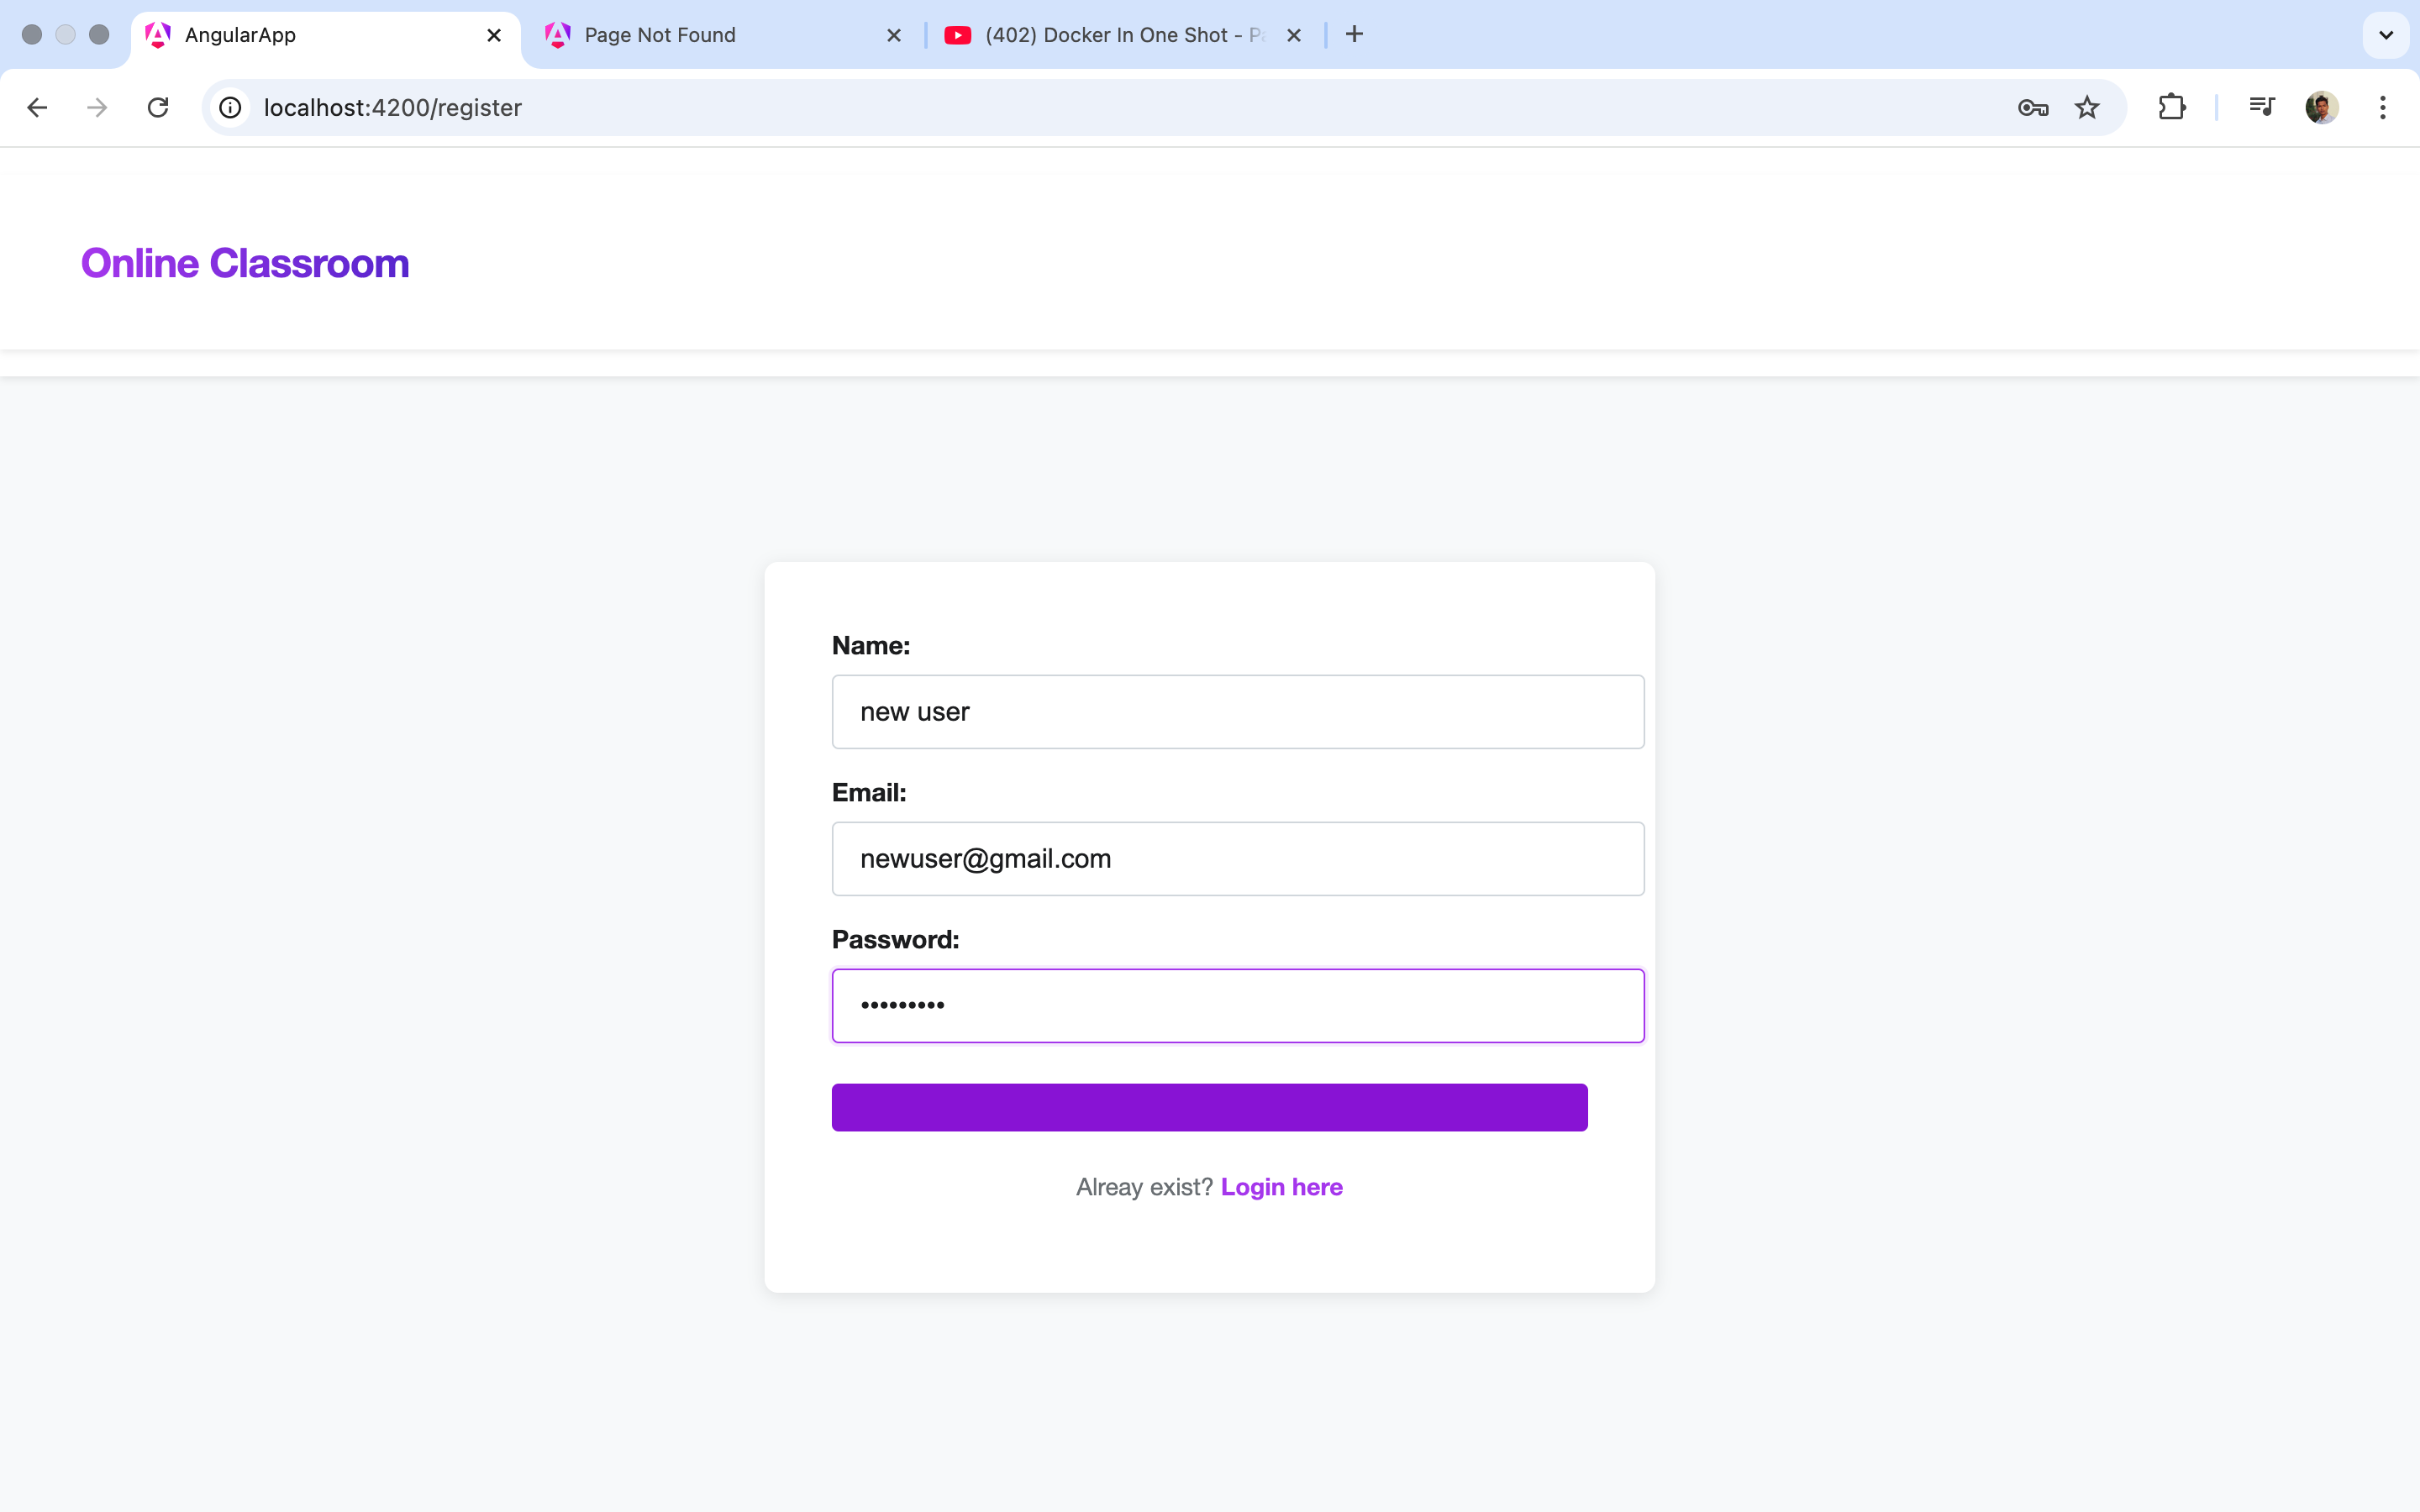 AngularApp
Page Not Found
(402) Docker In One Shot -
localhost:4200/register
Online Classroom
Name:
new user
Email:
newuser@gmail.com
Password:
•••••••••
Alreay exist? Login here